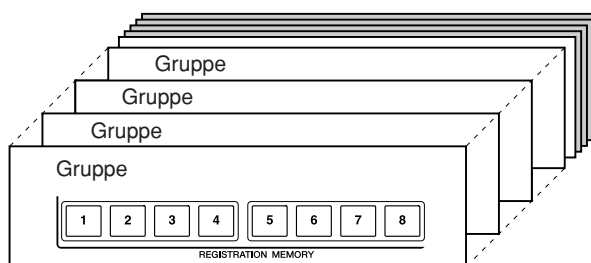 Gruppe
Gruppe
Gruppe
Gruppe
1 2 3 4 5 6 7 8
REGISTRATION MEMORY